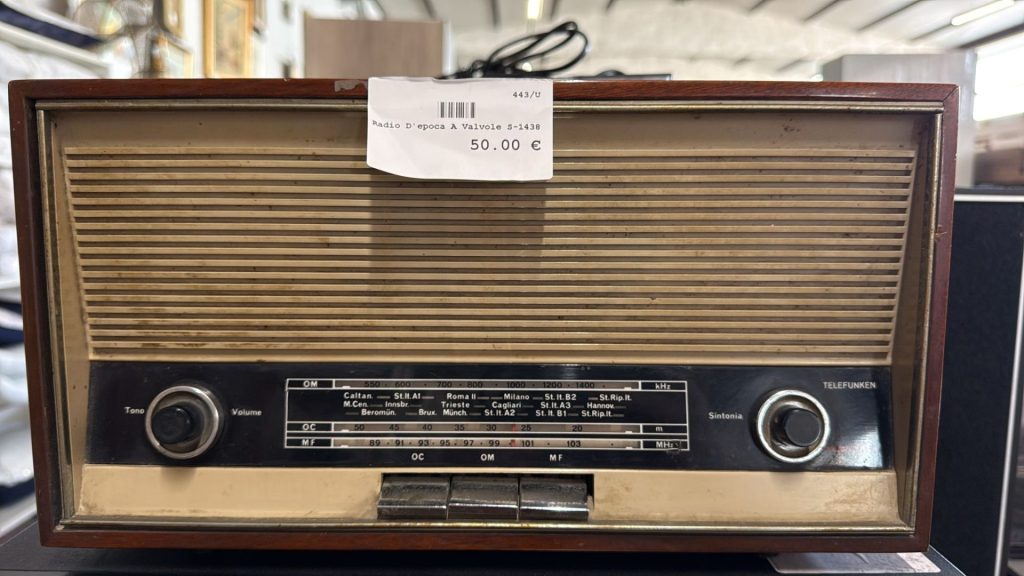 443/U
Radio D'epoca A Valvole S-1438
50.00 €
TELEFUNKEN
Tono
Volume
Sintonia
OM 550 - 600 700 - 800 1000 - 1200 - 1400 kHz
Caltan. St.It.A1 Roma II Milano St.It.B2 St.Rip.It.
M.Cen. Innsbr. Trieste Cagliari St.It.A3 Hannov.
Beromün. Brux. Münch. St.It.A2 St.It. B1 St.Rip.It.
OC 50 45 40 35 30 25 20 m
MF 89 - 91 - 93 - 95 - 97 - 99 101 - 103 MHz
OC OM MF